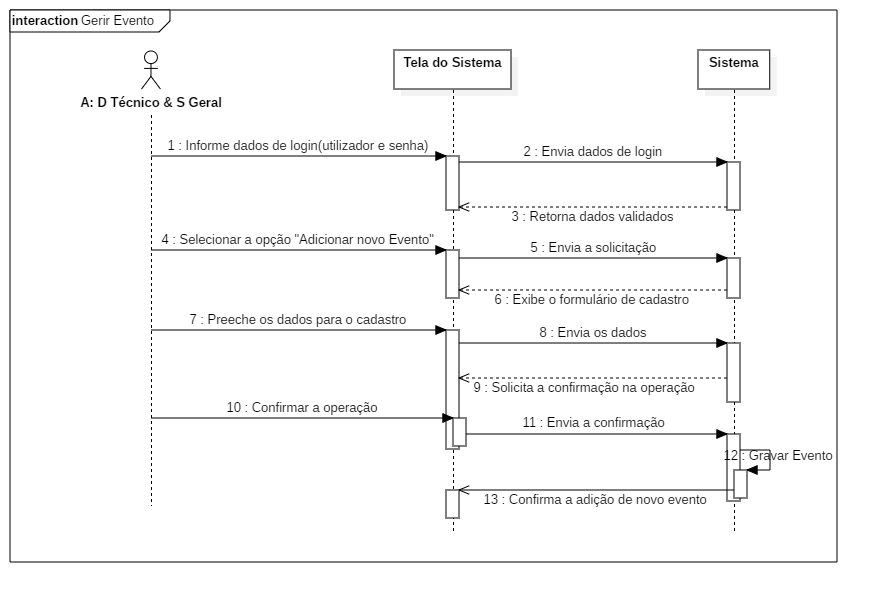 interaction Gerir Evento
Tela do Sistema
Sistema
A: D Técnico & S Geral
1 : Informe dados de login(utilizador e senha)
2 : Envia dados de login
3 : Retorna dados validados
4 : Selecionar a opção "Adicionar novo Evento"
5 : Envia a solicitação
6 : Exibe o formulário de cadastro
7 : Preeche os dados para o cadastro
8 : Envia os dados
9 : Solicita a confirmação na operação
10 : Confirmar a operação
11 : Envia a confirmação
12 : Gravar Evento
13 : Confirma a adição de novo evento